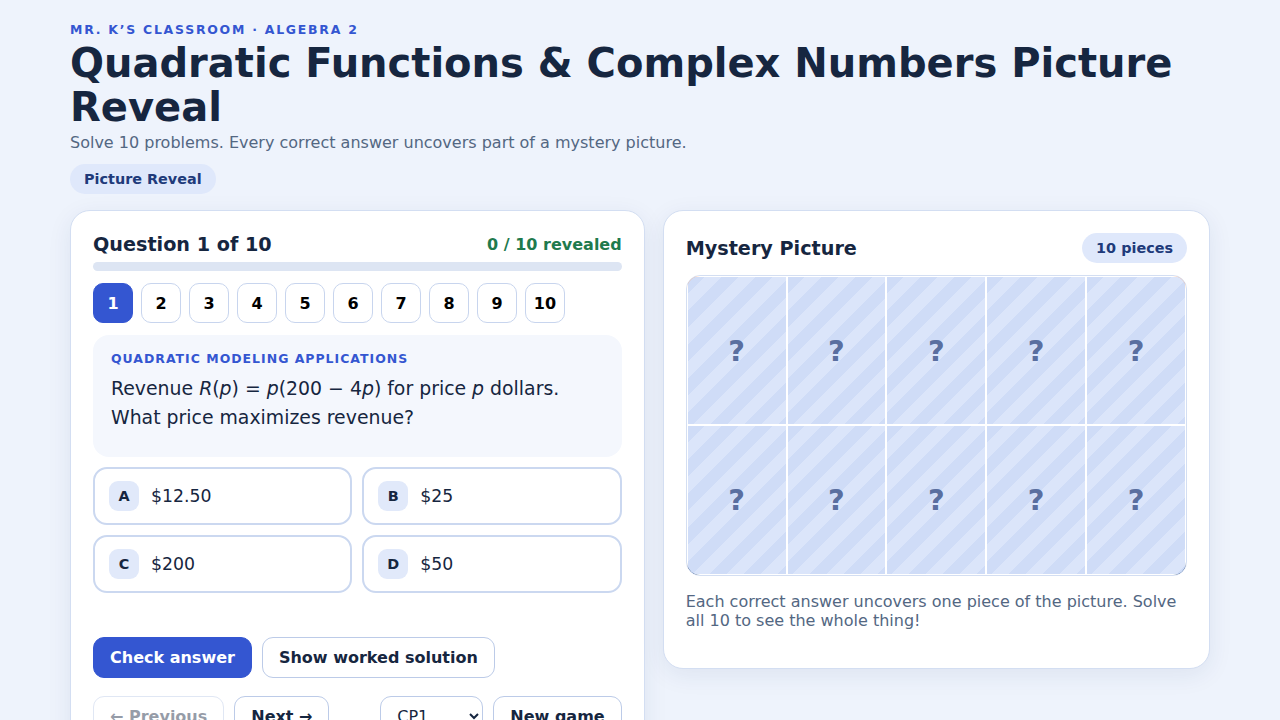 MR. K’S CLASSROOM · ALGEBRA 2
Quadratic Functions & Complex Numbers Picture
Reveal
Solve 10 problems. Every correct answer uncovers part of a mystery picture.
Picture Reveal
Question 1 of 10
0 / 10 revealed
1 2 3 4 5 6 7 8 9 10
QUADRATIC MODELING APPLICATIONS
Revenue R(p) = p(200 − 4p) for price p dollars.
What price maximizes revenue?
A $12.50
B $25
C $200
D $50
Check answer
Show worked solution
← Previous
Next →
CP1
New game
Mystery Picture
10 pieces
? ? ? ? ?
? ? ? ? ?
Each correct answer uncovers one piece of the picture. Solve
all 10 to see the whole thing!